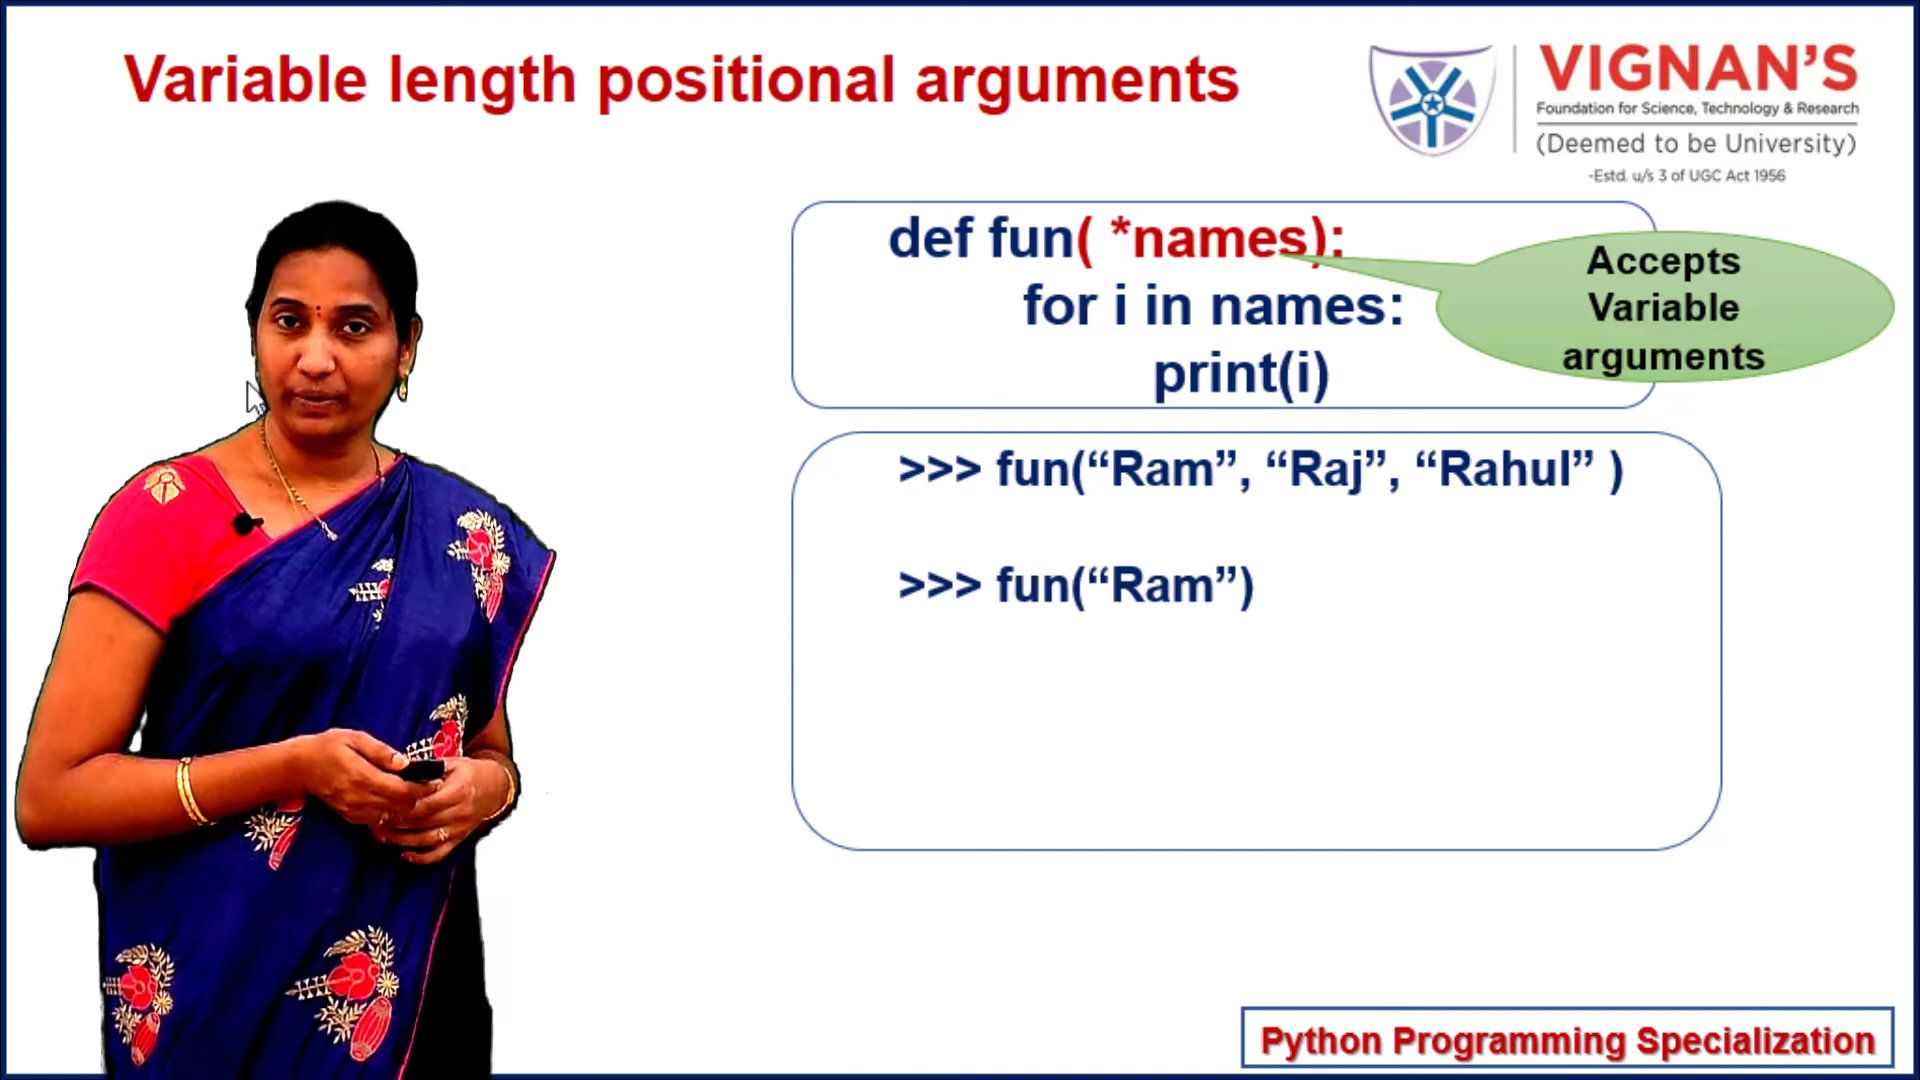 Variable length positional arguments
VIGNAN'S
Foundation for Science, Technology & Research
(Deemed to be University)
-Estd. u/s 3 of UGC Act 1956
def fun( *names):
for i in names:
print(i)
Accepts
Variable
arguments
>>> fun(“Ram”, “Raj”, “Rahul” )
>>> fun(“Ram”)
Python Programming Specialization